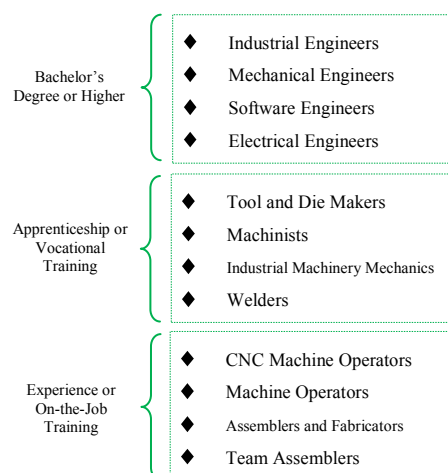 Bachelor's
Degree or Higher
◆ Industrial Engineers
◆ Mechanical Engineers
◆ Software Engineers
◆ Electrical Engineers
Apprenticeship or
Vocational
Training
◆ Tool and Die Makers
◆ Machinists
◆ Industrial Machinery Mechanics
◆ Welders
Experience or
On-the-Job
Training
◆ CNC Machine Operators
◆ Machine Operators
◆ Assemblers and Fabricators
◆ Team Assemblers